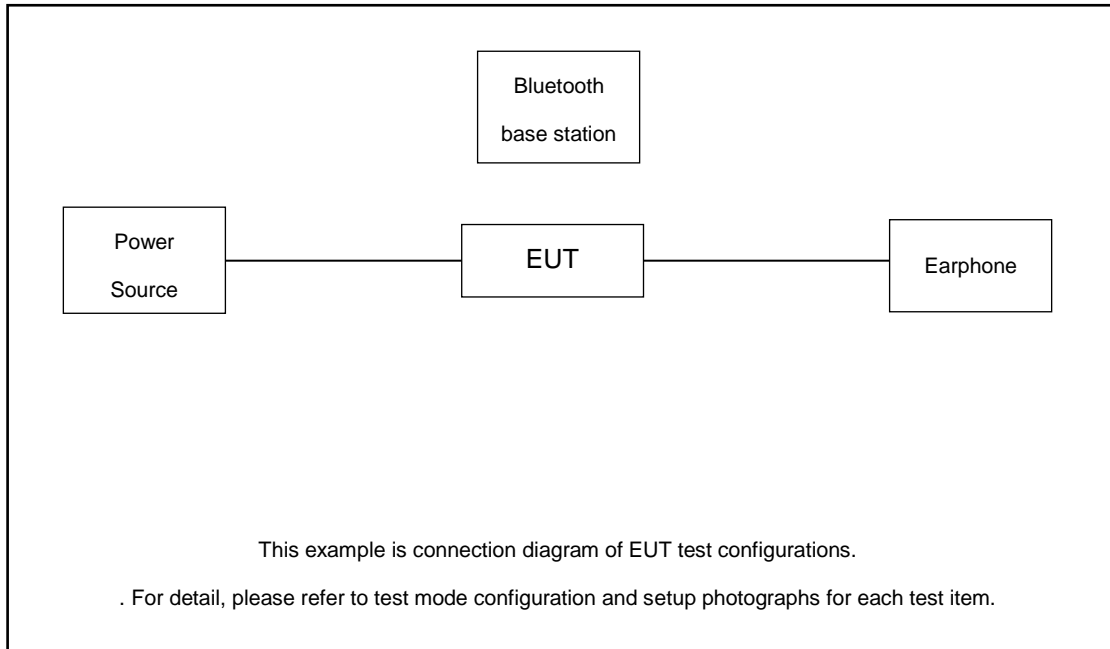 Bluetooth
base station
Power
Source
EUT
Earphone
This example is connection diagram of EUT test configurations.
. For detail, please refer to test mode configuration and setup photographs for each test item.